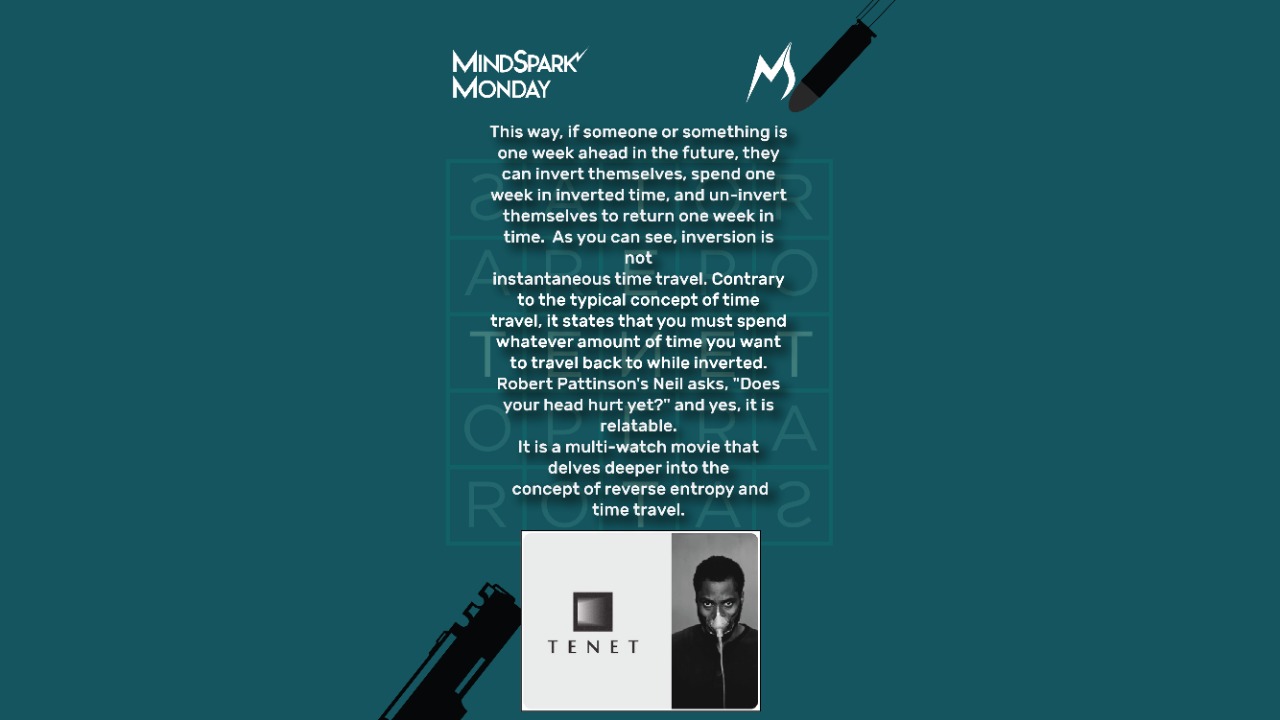 MINDSPARK
MONDAY
This way, if someone or something is
one week ahead in the future, they
can invert themselves, spend one
week in inverted time, and un-invert
themselves to return one week in
time.  As you can see, inversion is
not
instantaneous time travel. Contrary
to the typical concept of time
travel, it states that you must spend
whatever amount of time you want
to travel back to while inverted.
Robert Pattinson's Neil asks, "Does
your head hurt yet?" and yes, it is
relatable.
It is a multi-watch movie that
delves deeper into the
concept of reverse entropy and
time travel.
SATOR
AREPO
TENET
OPERA
ROTAS
TENET